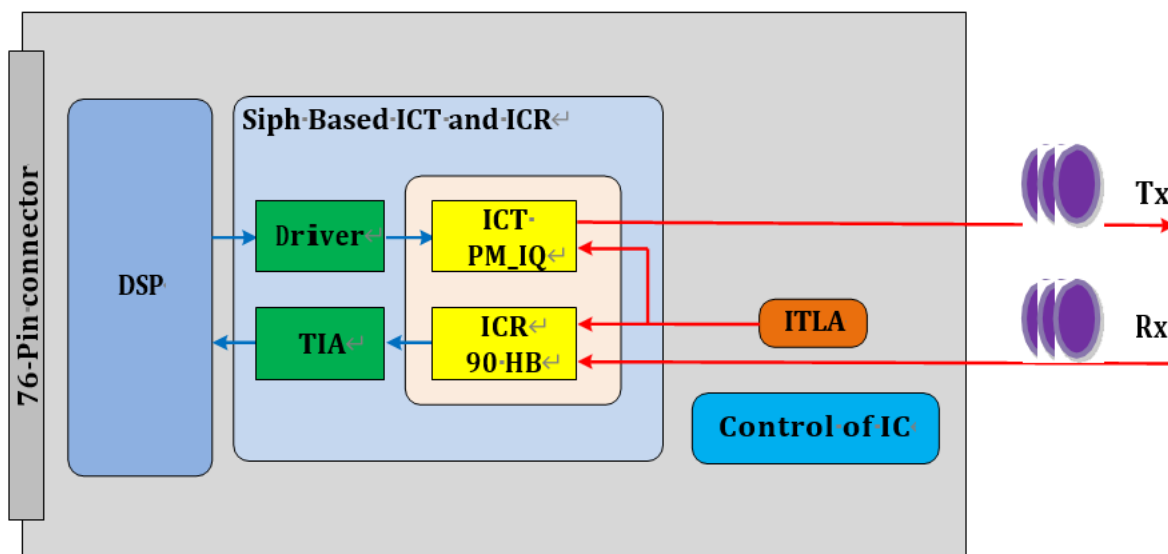 76-Pin-connector
DSP
Siph Based ICT and ICR
Driver
ICT
PM_IQ
TIA
ICR
90 HB
ITLA
Control of IC
Tx
Rx